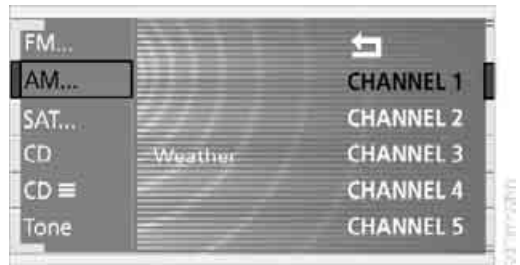 FM...
AM...
SAT...
CD
CD
Tone
Weather
CHANNEL 1
CHANNEL 2
CHANNEL 3
CHANNEL 4
CHANNEL 5